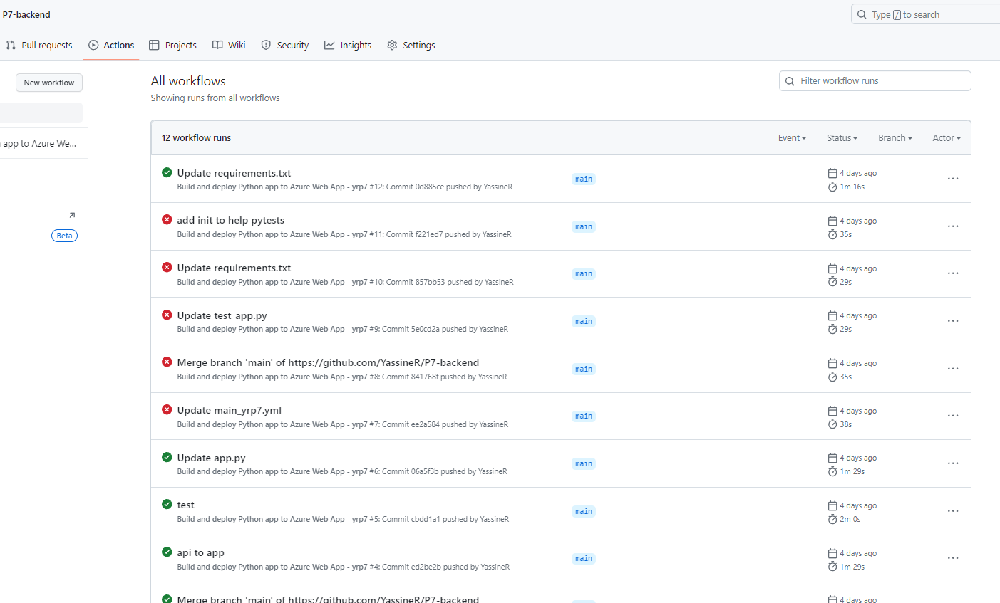 P7-backend
Type / to search
Pull requests
Actions
Projects
Wiki
Security
Insights
Settings
New workflow
app to Azure We...
Beta
All workflows
Showing runs from all workflows
Filter workflow runs
12 workflow runs
Event
Status
Branch
Actor
Update requirements.txt
Build and deploy Python app to Azure Web App - yrp7 #12: Commit 0d885ce pushed by YassineR
main
4 days ago
1m 16s
add init to help pytests
Build and deploy Python app to Azure Web App - yrp7 #11: Commit f221ed7 pushed by YassineR
main
4 days ago
35s
Update requirements.txt
Build and deploy Python app to Azure Web App - yrp7 #10: Commit 857bb53 pushed by YassineR
main
4 days ago
29s
Update test_app.py
Build and deploy Python app to Azure Web App - yrp7 #9: Commit 5e0cd2a pushed by YassineR
main
4 days ago
29s
Merge branch 'main' of https://github.com/YassineR/P7-backend
Build and deploy Python app to Azure Web App - yrp7 #8: Commit 841768f pushed by YassineR
main
4 days ago
35s
Update main_yrp7.yml
Build and deploy Python app to Azure Web App - yrp7 #7: Commit ee2a584 pushed by YassineR
main
4 days ago
38s
Update app.py
Build and deploy Python app to Azure Web App - yrp7 #6: Commit 06a5f3b pushed by YassineR
main
4 days ago
1m 29s
test
Build and deploy Python app to Azure Web App - yrp7 #5: Commit cbdd1a1 pushed by YassineR
main
4 days ago
2m 0s
api to app
Build and deploy Python app to Azure Web App - yrp7 #4: Commit ed2be2b pushed by YassineR
main
4 days ago
1m 29s
Merge branch 'main' of https://github.com/YassineR/P7-backend
4 days ago